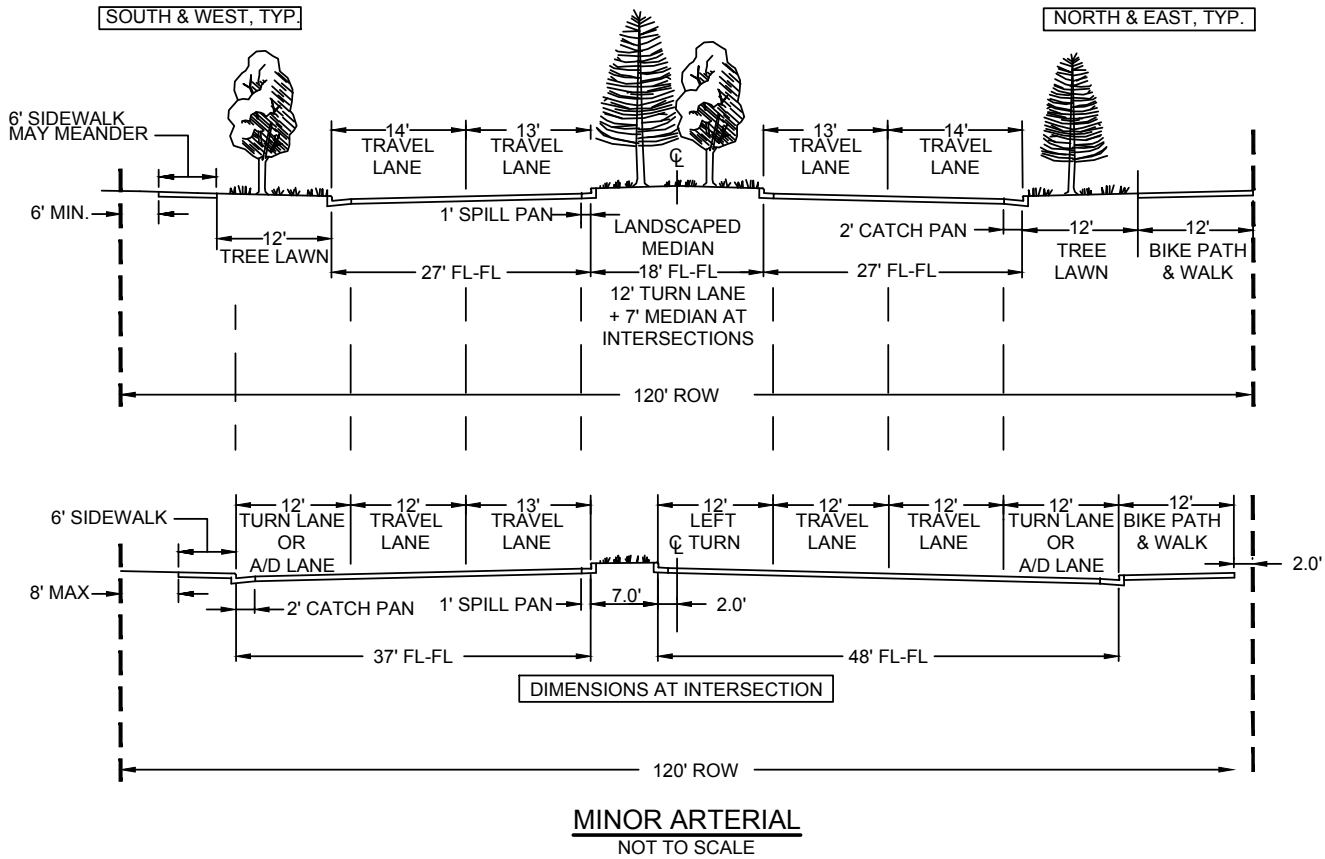 SOUTH & WEST, TYP.
NORTH & EAST, TYP.
6' SIDEWALK
MAY MEANDER
14'
TRAVEL
LANE
13'
TRAVEL
LANE
℄
13'
TRAVEL
LANE
14'
TRAVEL
LANE
6' MIN.
12'
TREE LAWN
1' SPILL PAN
LANDSCAPED
MEDIAN
2' CATCH PAN
12'
TREE
LAWN
12'
BIKE PATH
& WALK
27' FL-FL
18' FL-FL
27' FL-FL
12' TURN LANE
+ 7' MEDIAN AT
INTERSECTIONS
120' ROW
6' SIDEWALK
12'
TURN LANE
OR
A/D LANE
12'
TRAVEL
LANE
13'
TRAVEL
LANE
12'
LEFT
TURN
℄
12'
TRAVEL
LANE
12'
TRAVEL
LANE
12'
TURN LANE
OR
A/D LANE
12'
BIKE PATH
& WALK
2.0'
8' MAX
2' CATCH PAN
1' SPILL PAN
7.0'
2.0'
37' FL-FL
48' FL-FL
DIMENSIONS AT INTERSECTION
120' ROW
MINOR ARTERIAL
NOT TO SCALE